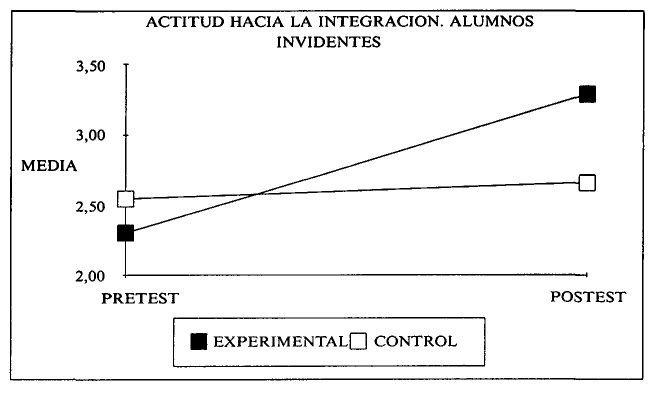 ACTITUD HACIA LA INTEGRACION. ALUMNOS
INVIDENTES
3,50
3,00
MEDIA
2,50
2,00
PRETEST
POSTEST
EXPERIMENTAL CONTROL